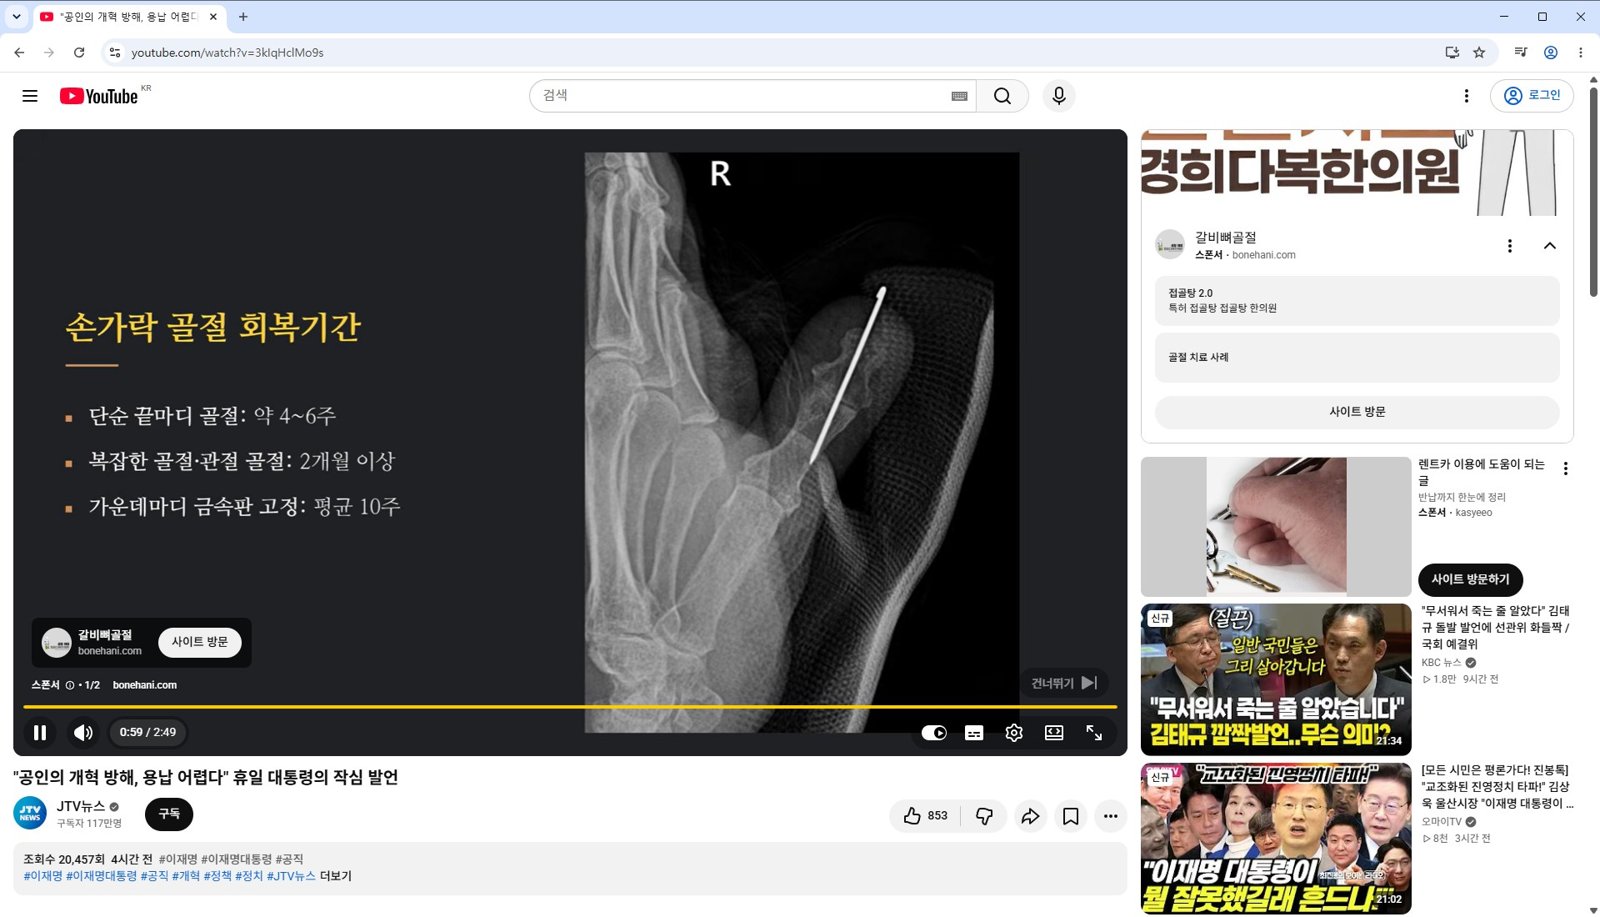 "공인의 개혁 방해, 용납 어렵다
youtube.com/watch?v=3kIqHclMo9s
YouTube KR
검색
로그인
R
손가락 골절 회복기간
단순 끝마디 골절: 약 4~6주
복잡한 골절·관절 골절: 2개월 이상
가운데마디 금속판 고정: 평균 10주
갈비뼈골절
bonehani.com
사이트 방문
스폰서 · 1/2 bonehani.com
건너뛰기
0:59 / 2:49
"공인의 개혁 방해, 용납 어렵다" 휴일 대통령의 작심 발언
JTV NEWS
JTV뉴스
구독자 117만명
구독
853
조회수 20,457회 4시간 전 #이재명 #이재명대통령 #공직
#이재명 #이재명대통령 #공직 #개혁 #정책 #정치 #JTV뉴스 더보기
경희다복한의원
갈비뼈골절
스폰서 · bonehani.com
접골탕 2.0
특허 접골탕 접골탕 한의원
골절 치료 사례
사이트 방문
렌트카 이용에 도움이 되는
글
반납까지 한눈에 정리
스폰서 · kasyeeo
사이트 방문하기
신규
(질끈)
일반 국민들은
그리 살아갑니다
"무서워서 죽는 줄 알았습니다"
김태규 깜짝발언..무슨 의미?
21:34
"무서워서 죽는 줄 알았다" 김태
규 돌발 발언에 선관위 화들짝 /
국회 예결위
KBC 뉴스
1.8만 9시간 전
신규
"교조화된 진영정치 타파!"
"이재명 대통령이
뭘 잘못했길래 흔드나!"
21:02
[모든 시민은 평론가다! 진봉톡]
"교조화된 진영정치 타파!" 김상
욱 울산시장 "이재명 대통령이 ...
오마이TV
8천 3시간 전